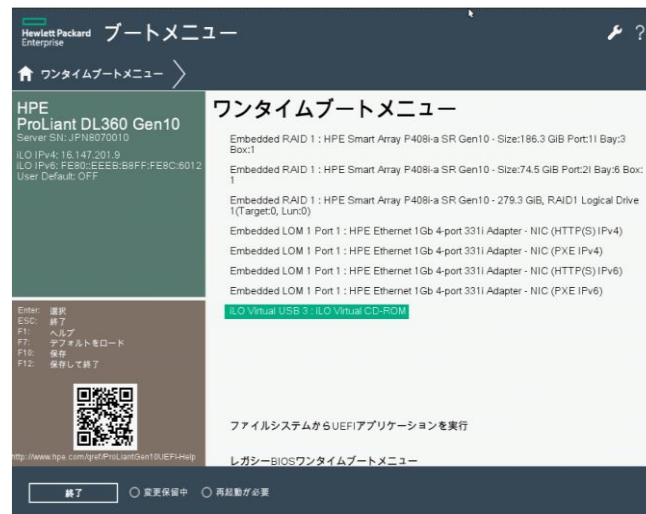 Hewlett Packard
Enterprise
ブートメニュー
?
ワンタイムブートメニュー
HPE
ProLiant DL360 Gen10
Server SN: JPN8070010
iLO IPv4: 16.147.201.9
iLO IPv6: FE80::EEEB:B8FF:FE8C:6012
User Default: OFF
Enter: 選択
ESC: 終了
F1: ヘルプ
F7: デフォルトをロード
F10: 保存
F12: 保存して終了
http://www.hpe.com/qref/ProLiantGen10UEFI-Help
ワンタイムブートメニュー
Embedded RAID 1 : HPE Smart Array P408i-a SR Gen10 - Size:186.3 GiB Port:1I Bay:3
Box:1
Embedded RAID 1 : HPE Smart Array P408i-a SR Gen10 - Size:74.5 GiB Port:2I Bay:6 Box:
1
Embedded RAID 1 : HPE Smart Array P408i-a SR Gen10 - 279.3 GiB, RAID1 Logical Drive
1(Target:0, Lun:0)
Embedded LOM 1 Port 1 : HPE Ethernet 1Gb 4-port 331i Adapter - NIC (HTTP(S) IPv4)
Embedded LOM 1 Port 1 : HPE Ethernet 1Gb 4-port 331i Adapter - NIC (PXE IPv4)
Embedded LOM 1 Port 1 : HPE Ethernet 1Gb 4-port 331i Adapter - NIC (HTTP(S) IPv6)
Embedded LOM 1 Port 1 : HPE Ethernet 1Gb 4-port 331i Adapter - NIC (PXE IPv6)
iLO Virtual USB 3 : iLO Virtual CD-ROM
ファイルシステムからUEFIアプリケーションを実行
レガシーBIOSワンタイムブートメニュー
終了
変更保留中
再起動が必要